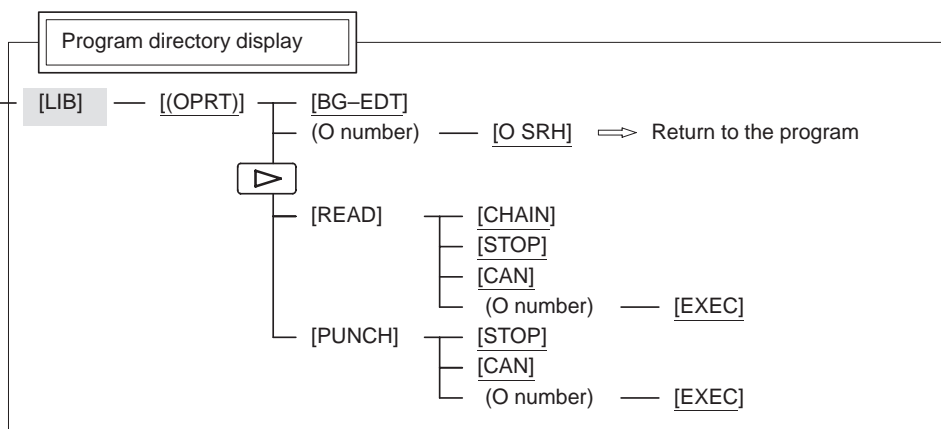 Program directory display
[LIB] [(OPRT)] [BG–EDT]
(O number) [O SRH] Return to the program
[READ] [CHAIN]
[STOP]
[CAN]
(O number) [EXEC]
[PUNCH] [STOP]
[CAN]
(O number) [EXEC]